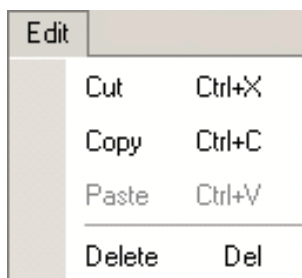 Edit
Cut Ctrl+X
Copy Ctrl+C
Paste Ctrl+V
Delete Del